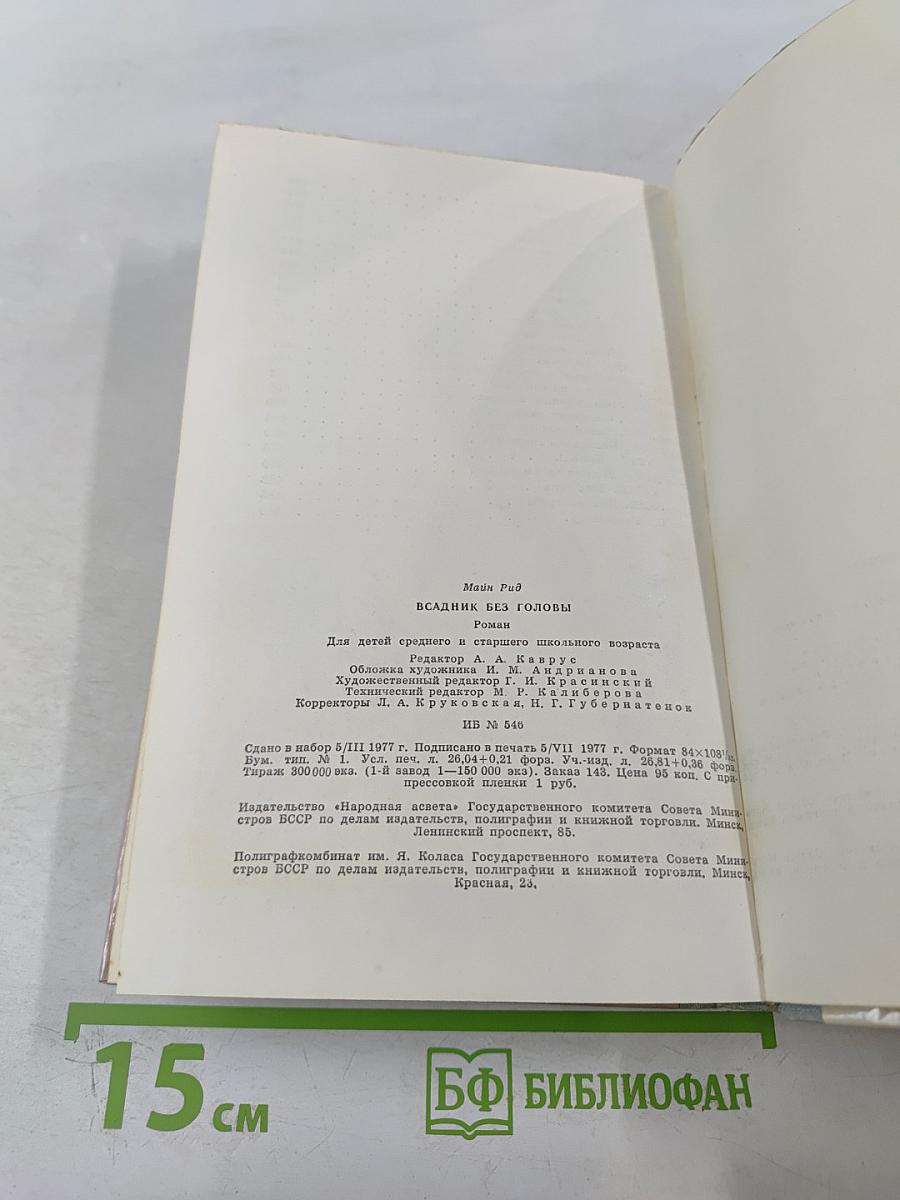 Майн Рид
ВСАДНИК БЕЗ ГОЛОВЫ
Роман
Для детей среднего и старшего школьного возраста
Редактор А. А. Каврус
Обложка художника И. М. Андрианова
Художественный редактор Г. И. Красинский
Технический редактор М. Р. Калиберова
Корректоры Л. А. Круковская, Н. Г. Губернатенок
ИБ № 546
Сдано в набор 5/III 1977 г. Подписано в печать 5/VII 1977 г. Формат 84×108¹/₃₂.
Бум. тип. № 1. Усл. печ. л. 26,04+0,21 форз. Уч.-изд. л. 26,81+0,36 форз.
Тираж 300 000 экз. (1-й завод 1—150 000 экз). Заказ 143. Цена 95 коп. С при-
прессовкой пленки 1 руб.
Издательство «Народная асвета» Государственного комитета Совета Мини-
стров БССР по делам издательств, полиграфии и книжной торговли. Минск,
Ленинский проспект, 85.
Полиграфкомбинат им. Я. Коласа Государственного комитета Совета Мини-
стров БССР по делам издательств, полиграфии и книжной торговли. Минск,
Красная, 23.
15 см
БФ БИБЛИОФАН